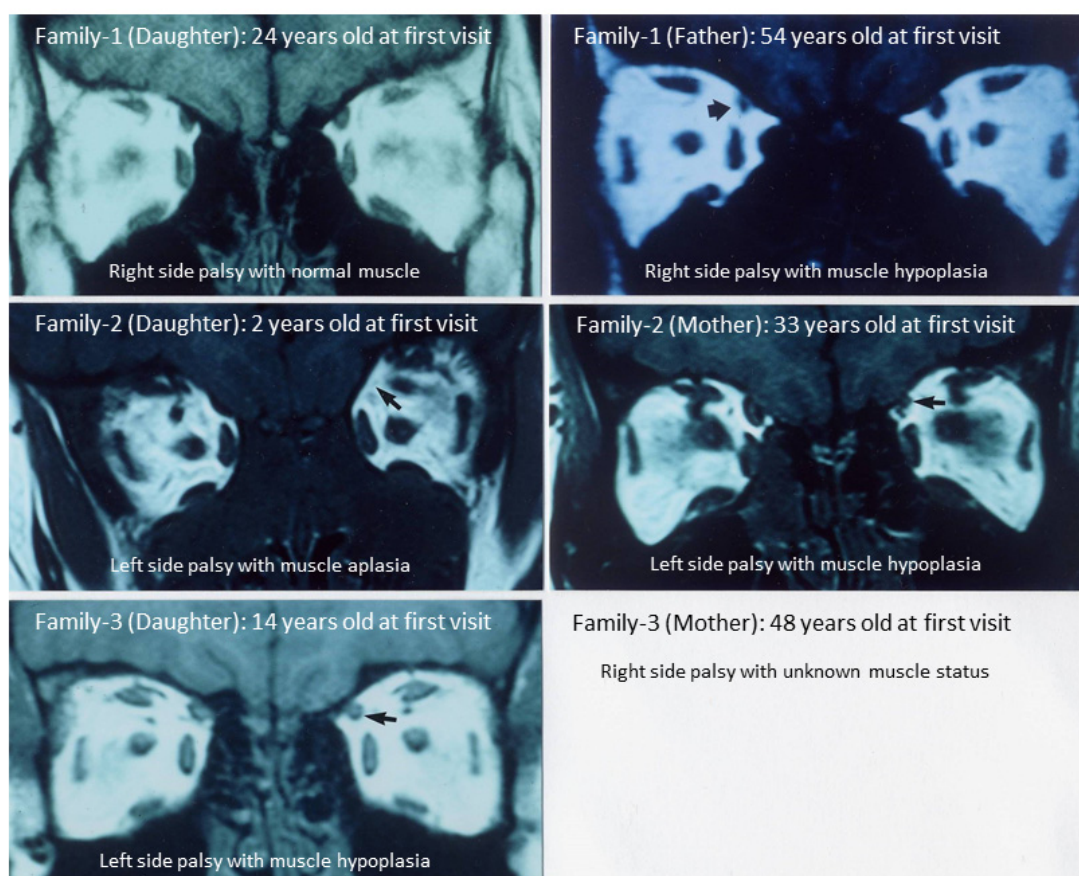 Family-1 (Daughter): 24 years old at first visit
Right side palsy with normal muscle
Family-1 (Father): 54 years old at first visit
Right side palsy with muscle hypoplasia
Family-2 (Daughter): 2 years old at first visit
Left side palsy with muscle aplasia
Family-2 (Mother): 33 years old at first visit
Left side palsy with muscle hypoplasia
Family-3 (Daughter): 14 years old at first visit
Left side palsy with muscle hypoplasia
Family-3 (Mother): 48 years old at first visit
Right side palsy with unknown muscle status